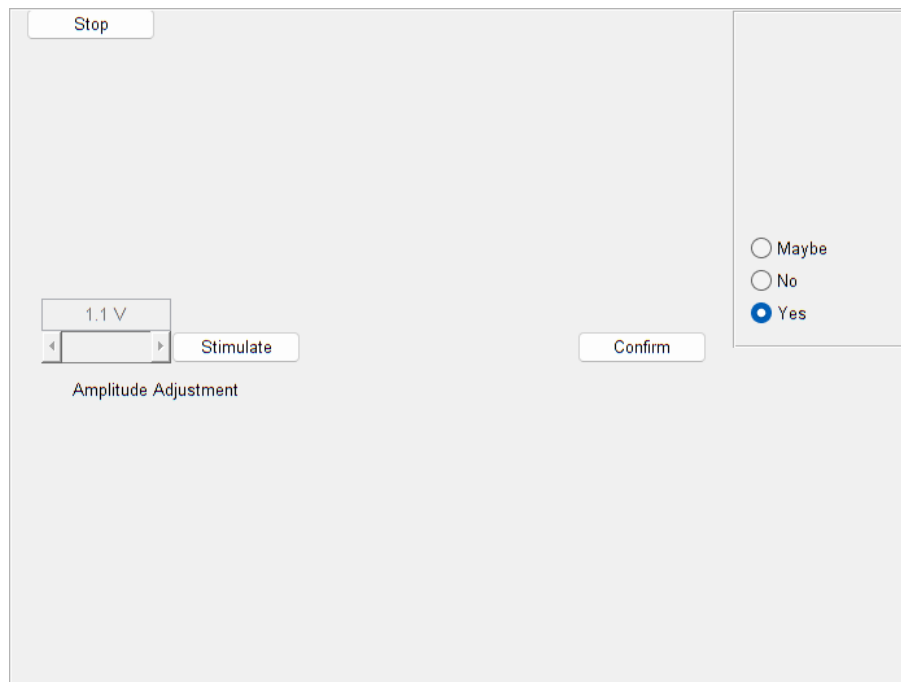 Stop
Maybe
No
Yes
1.1 V
Stimulate
Confirm
Amplitude Adjustment